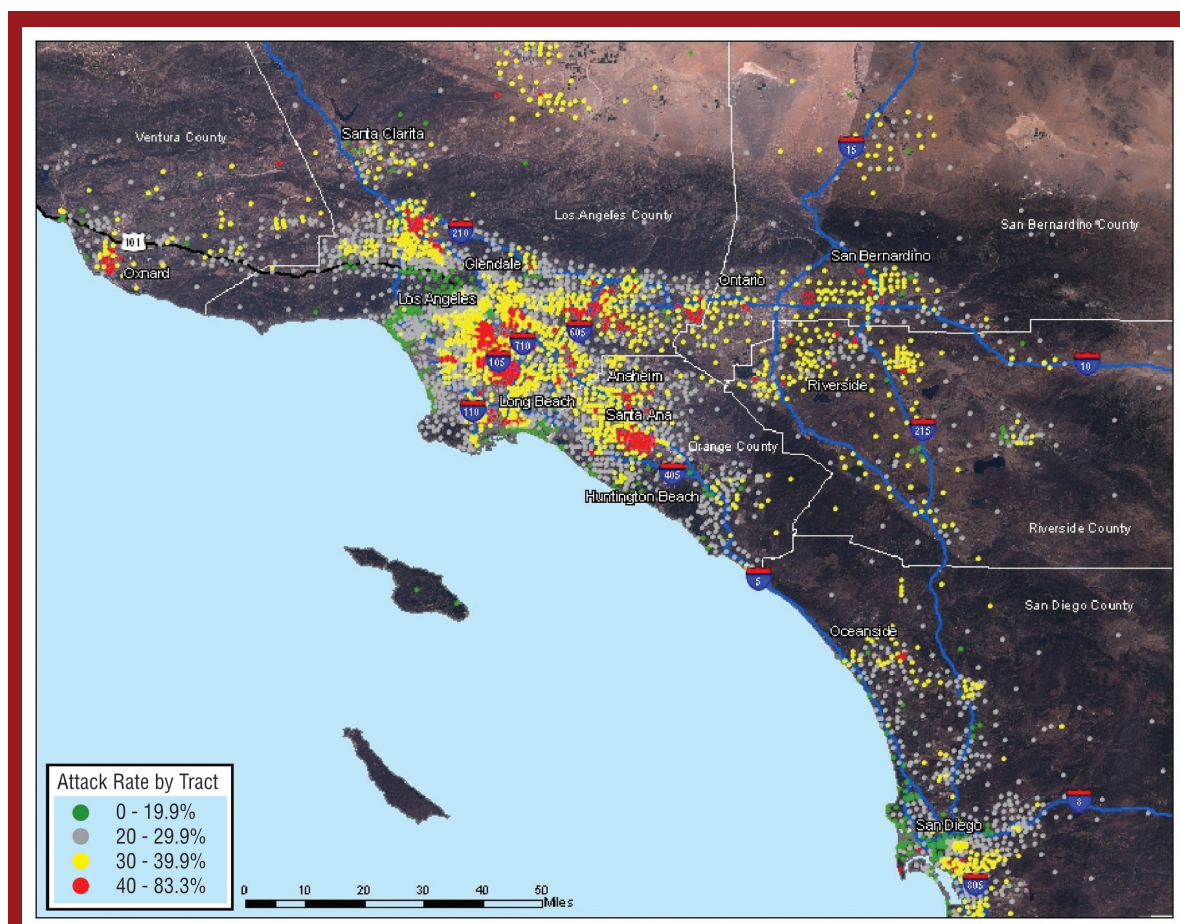 Ventura County
Santa Clarita
15
Los Angeles County
San Bernardino County
101
210
Oxnard
Glendale
San Bernardino
Ontario
Los Angeles
605
710
105
10
Anaheim
Riverside
Long Beach
110
Santa Ana
215
Orange County
405
Huntington Beach
Riverside County
5
San Diego County
Oceanside
Attack Rate by Tract
0 - 19.9%
20 - 29.9%
30 - 39.9%
40 - 83.3%
8
San Diego
805
0 10 20 30 40 50
Miles